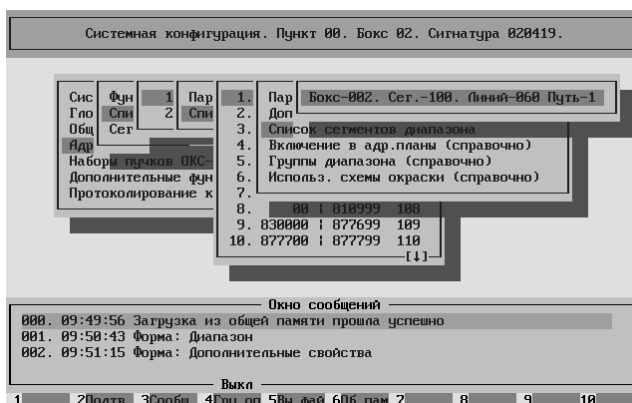 Системная конфигурация. Пункт 00. Бокс 02. Сигнатура 020419.
Сис Фун 1 Пар 1. Пар Бокс-002. Сег.-100. Линий-060 Путь-1
Гло Спи 2 Спи 2. Доп
Общ Сег 3. Список сегментов диапазона
Адр 4. Включение в адр.планы (справочно)
Наборы пучков ОКС- 5. Группы диапазона (справочно)
Дополнительные фун 6. Использ. схемы окраски (справочно)
Протоколирование к 7.
8. 00 ¦ 810999 108
9. 830000 ¦ 877699 109
10. 877700 ¦ 877799 110
[↓]
Окно сообщений
000. 09:49:56 Загрузка из общей памяти прошла успешно
001. 09:50:43 Форма: Диапазон
002. 09:51:15 Форма: Дополнительные свойства
Выкл
1 2Подтв 3Сообщ 4Гру оп 5Вы фай 6Об пам 7 8 9 10